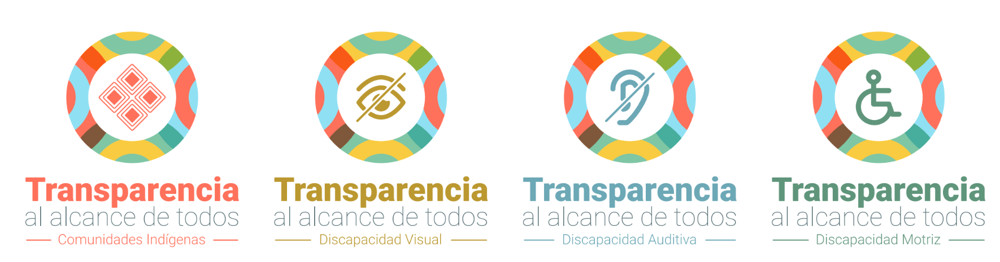 Transparencia
al alcance de todos
Comunidades Indígenas
Transparencia
al alcance de todos
Discapacidad Visual
Transparencia
al alcance de todos
Discapacidad Auditiva
Transparencia
al alcance de todos
Discapacidad Motriz